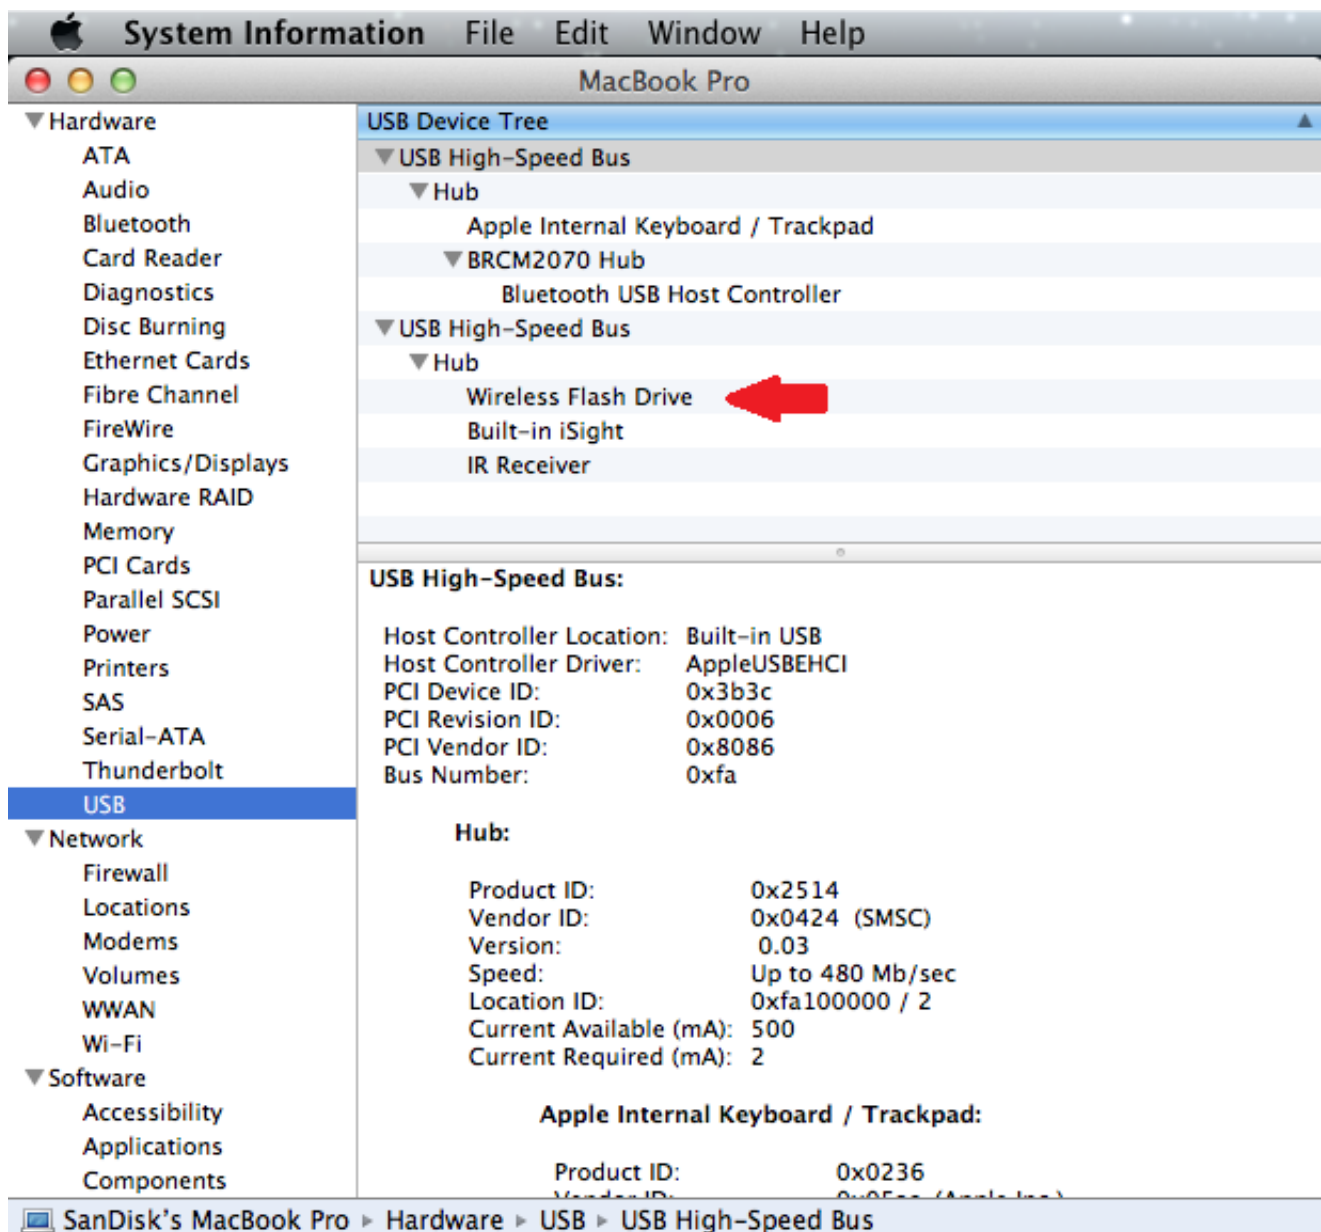 System Information File Edit Window Help
MacBook Pro
Hardware
ATA
Audio
Bluetooth
Card Reader
Diagnostics
Disc Burning
Ethernet Cards
Fibre Channel
FireWire
Graphics/Displays
Hardware RAID
Memory
PCI Cards
Parallel SCSI
Power
Printers
SAS
Serial-ATA
Thunderbolt
USB
Network
Firewall
Locations
Modems
Volumes
WWAN
Wi-Fi
Software
Accessibility
Applications
Components
USB Device Tree
USB High-Speed Bus
Hub
Apple Internal Keyboard / Trackpad
BRCM2070 Hub
Bluetooth USB Host Controller
USB High-Speed Bus
Hub
Wireless Flash Drive
Built-in iSight
IR Receiver
USB High-Speed Bus:
Host Controller Location: Built-in USB
Host Controller Driver: AppleUSBEHCI
PCI Device ID: 0x3b3c
PCI Revision ID: 0x0006
PCI Vendor ID: 0x8086
Bus Number: 0xfa
Hub:
Product ID: 0x2514
Vendor ID: 0x0424 (SMSC)
Version: 0.03
Speed: Up to 480 Mb/sec
Location ID: 0xfa100000 / 2
Current Available (mA): 500
Current Required (mA): 2
Apple Internal Keyboard / Trackpad:
Product ID: 0x0236
SanDisk's MacBook Pro ▸ Hardware ▸ USB ▸ USB High-Speed Bus